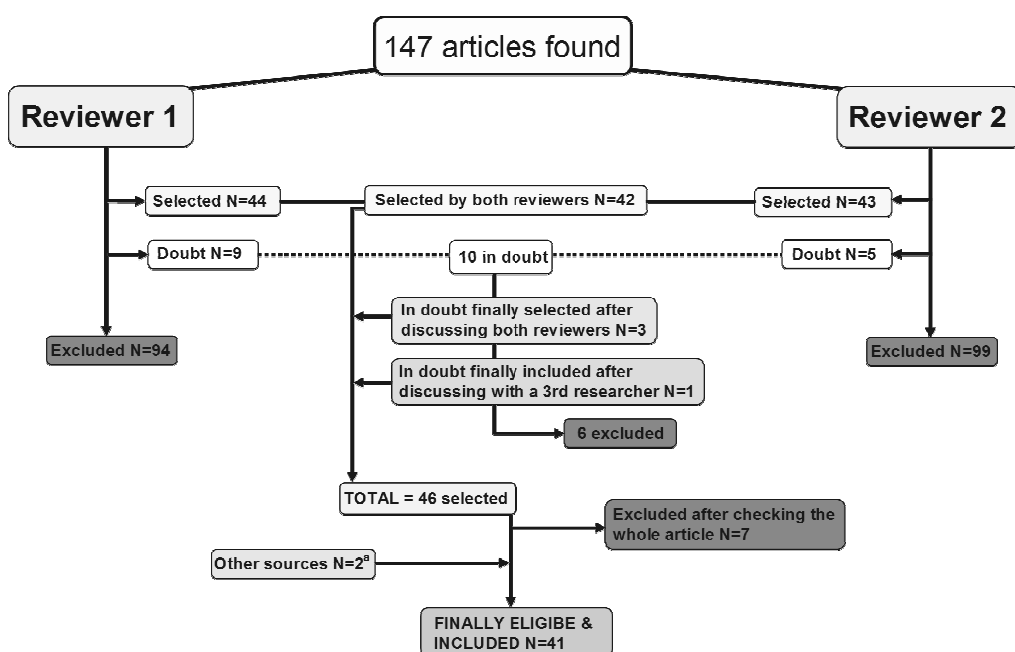 147 articles found
Reviewer 1
Reviewer 2
Selected N=44
Selected by both reviewers N=42
Selected N=43
Doubt N=9
10 in doubt
Doubt N=5
In doubt finally selected after
discussing both reviewers N=3
Excluded N=94
Excluded N=99
In doubt finally included after
discussing with a 3rd researcher N=1
6 excluded
TOTAL = 46 selected
Excluded after checking the
whole article N=7
Other sources N=2ª
FINALLY ELIGIBE &
INCLUDED N=41